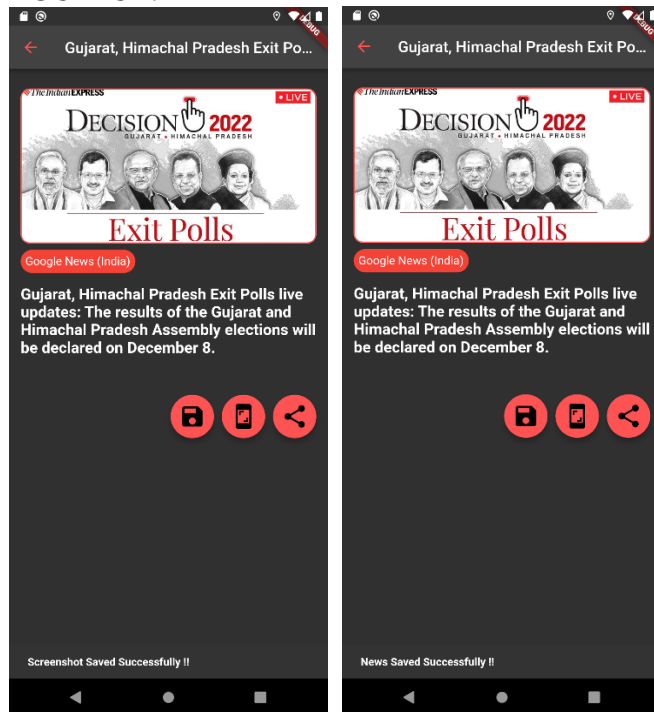 DEBUG
Gujarat, Himachal Pradesh Exit Po...
The Indian EXPRESS
• LIVE
DECISION 2022
GUJARAT • HIMACHAL PRADESH
Exit Polls
Google News (India)
Gujarat, Himachal Pradesh Exit Polls live
updates: The results of the Gujarat and
Himachal Pradesh Assembly elections will
be declared on December 8.
Screenshot Saved Successfully !!
DEBUG
Gujarat, Himachal Pradesh Exit Po...
The Indian EXPRESS
• LIVE
DECISION 2022
GUJARAT • HIMACHAL PRADESH
Exit Polls
Google News (India)
Gujarat, Himachal Pradesh Exit Polls live
updates: The results of the Gujarat and
Himachal Pradesh Assembly elections will
be declared on December 8.
News Saved Successfully !!